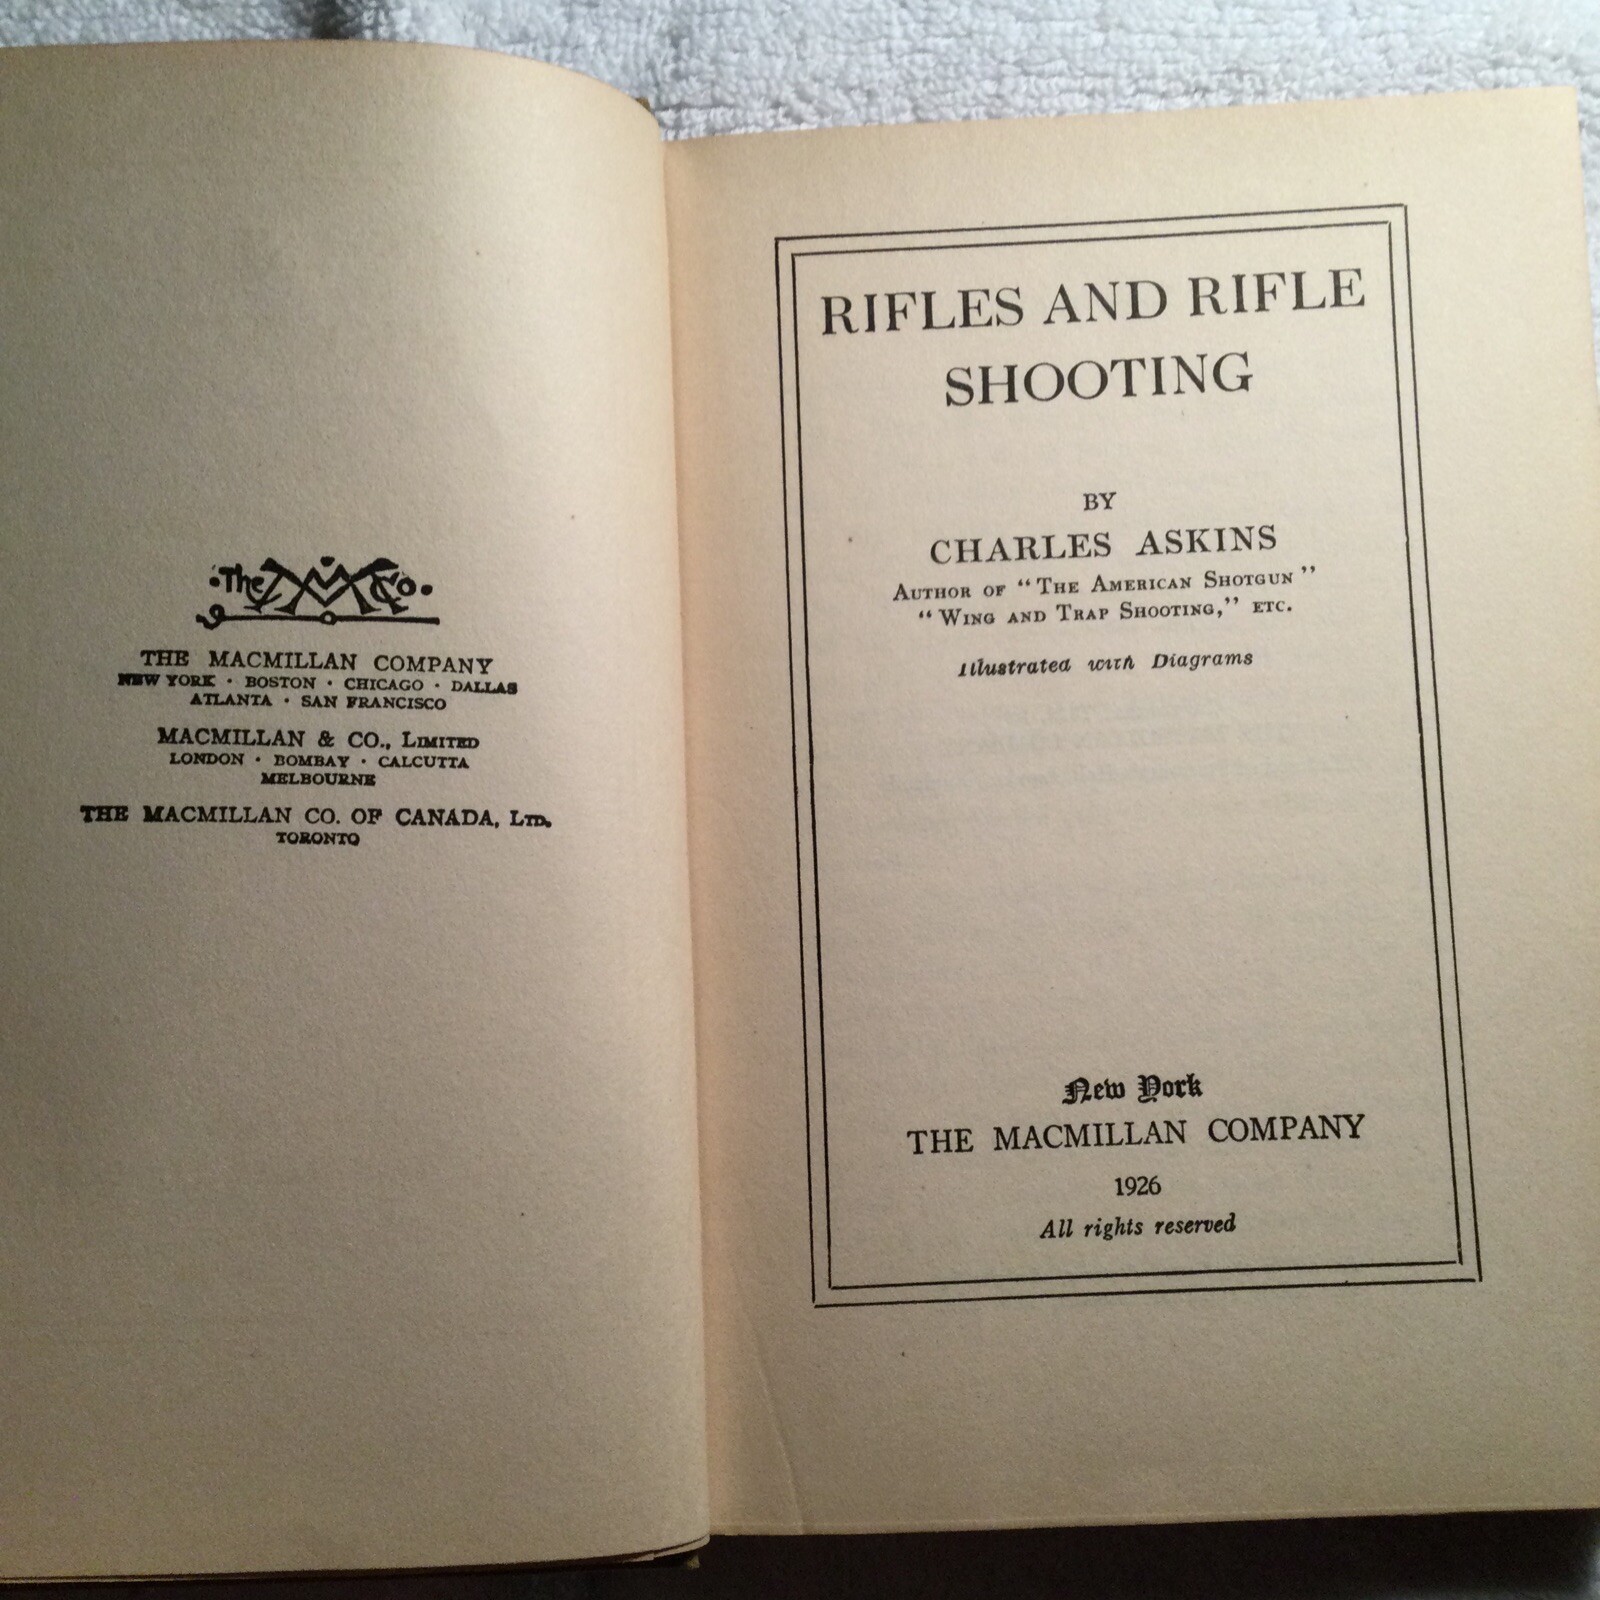 The M Co.
THE MACMILLAN COMPANY
NEW YORK · BOSTON · CHICAGO · DALLAS
ATLANTA · SAN FRANCISCO
MACMILLAN & CO., LIMITED
LONDON · BOMBAY · CALCUTTA
MELBOURNE
THE MACMILLAN CO. OF CANADA, LTD.
TORONTO
RIFLES AND RIFLE
SHOOTING
BY
CHARLES ASKINS
AUTHOR OF "THE AMERICAN SHOTGUN"
"WING AND TRAP SHOOTING," ETC.
Illustrated with Diagrams
New York
THE MACMILLAN COMPANY
1926
All rights reserved